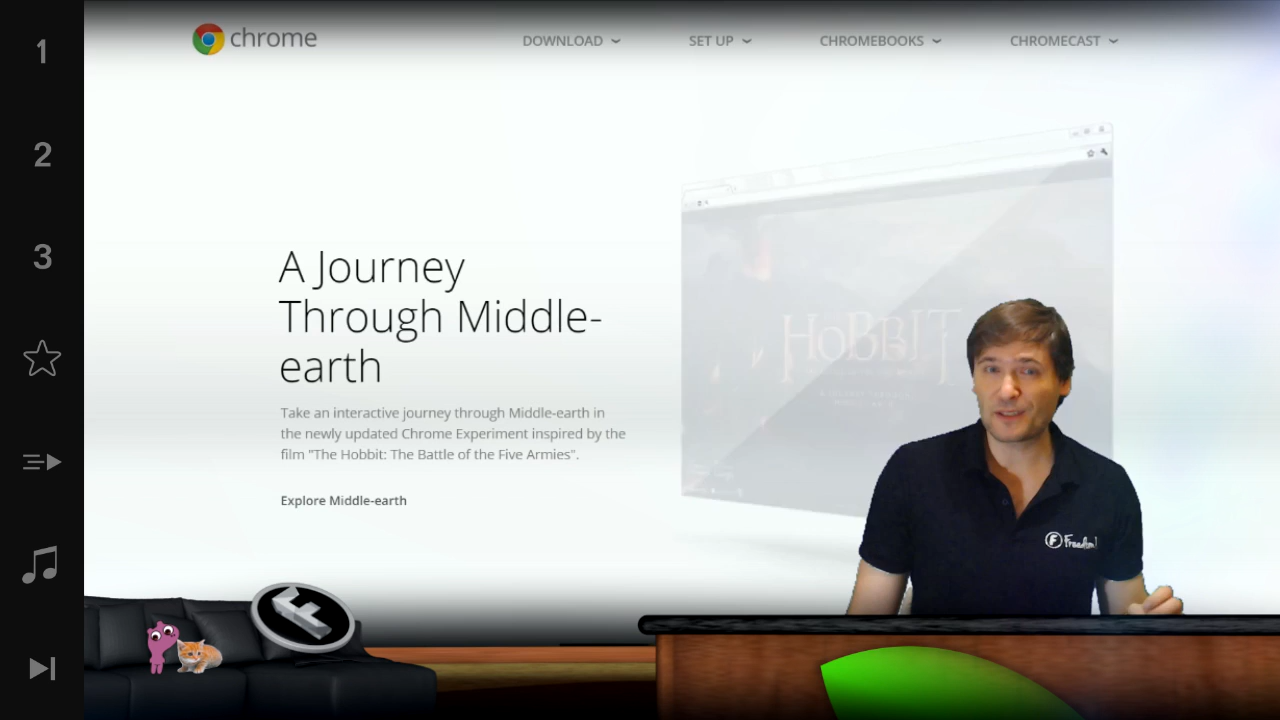 1
2
3
chrome
DOWNLOAD
SET UP
CHROMEBOOKS
CHROMECAST
A Journey
Through Middle-
earth
Take an interactive journey through Middle-earth in
the newly updated Chrome Experiment inspired by the
film "The Hobbit: The Battle of the Five Armies".
Explore Middle-earth
HOBBIT
F Freedom!
F